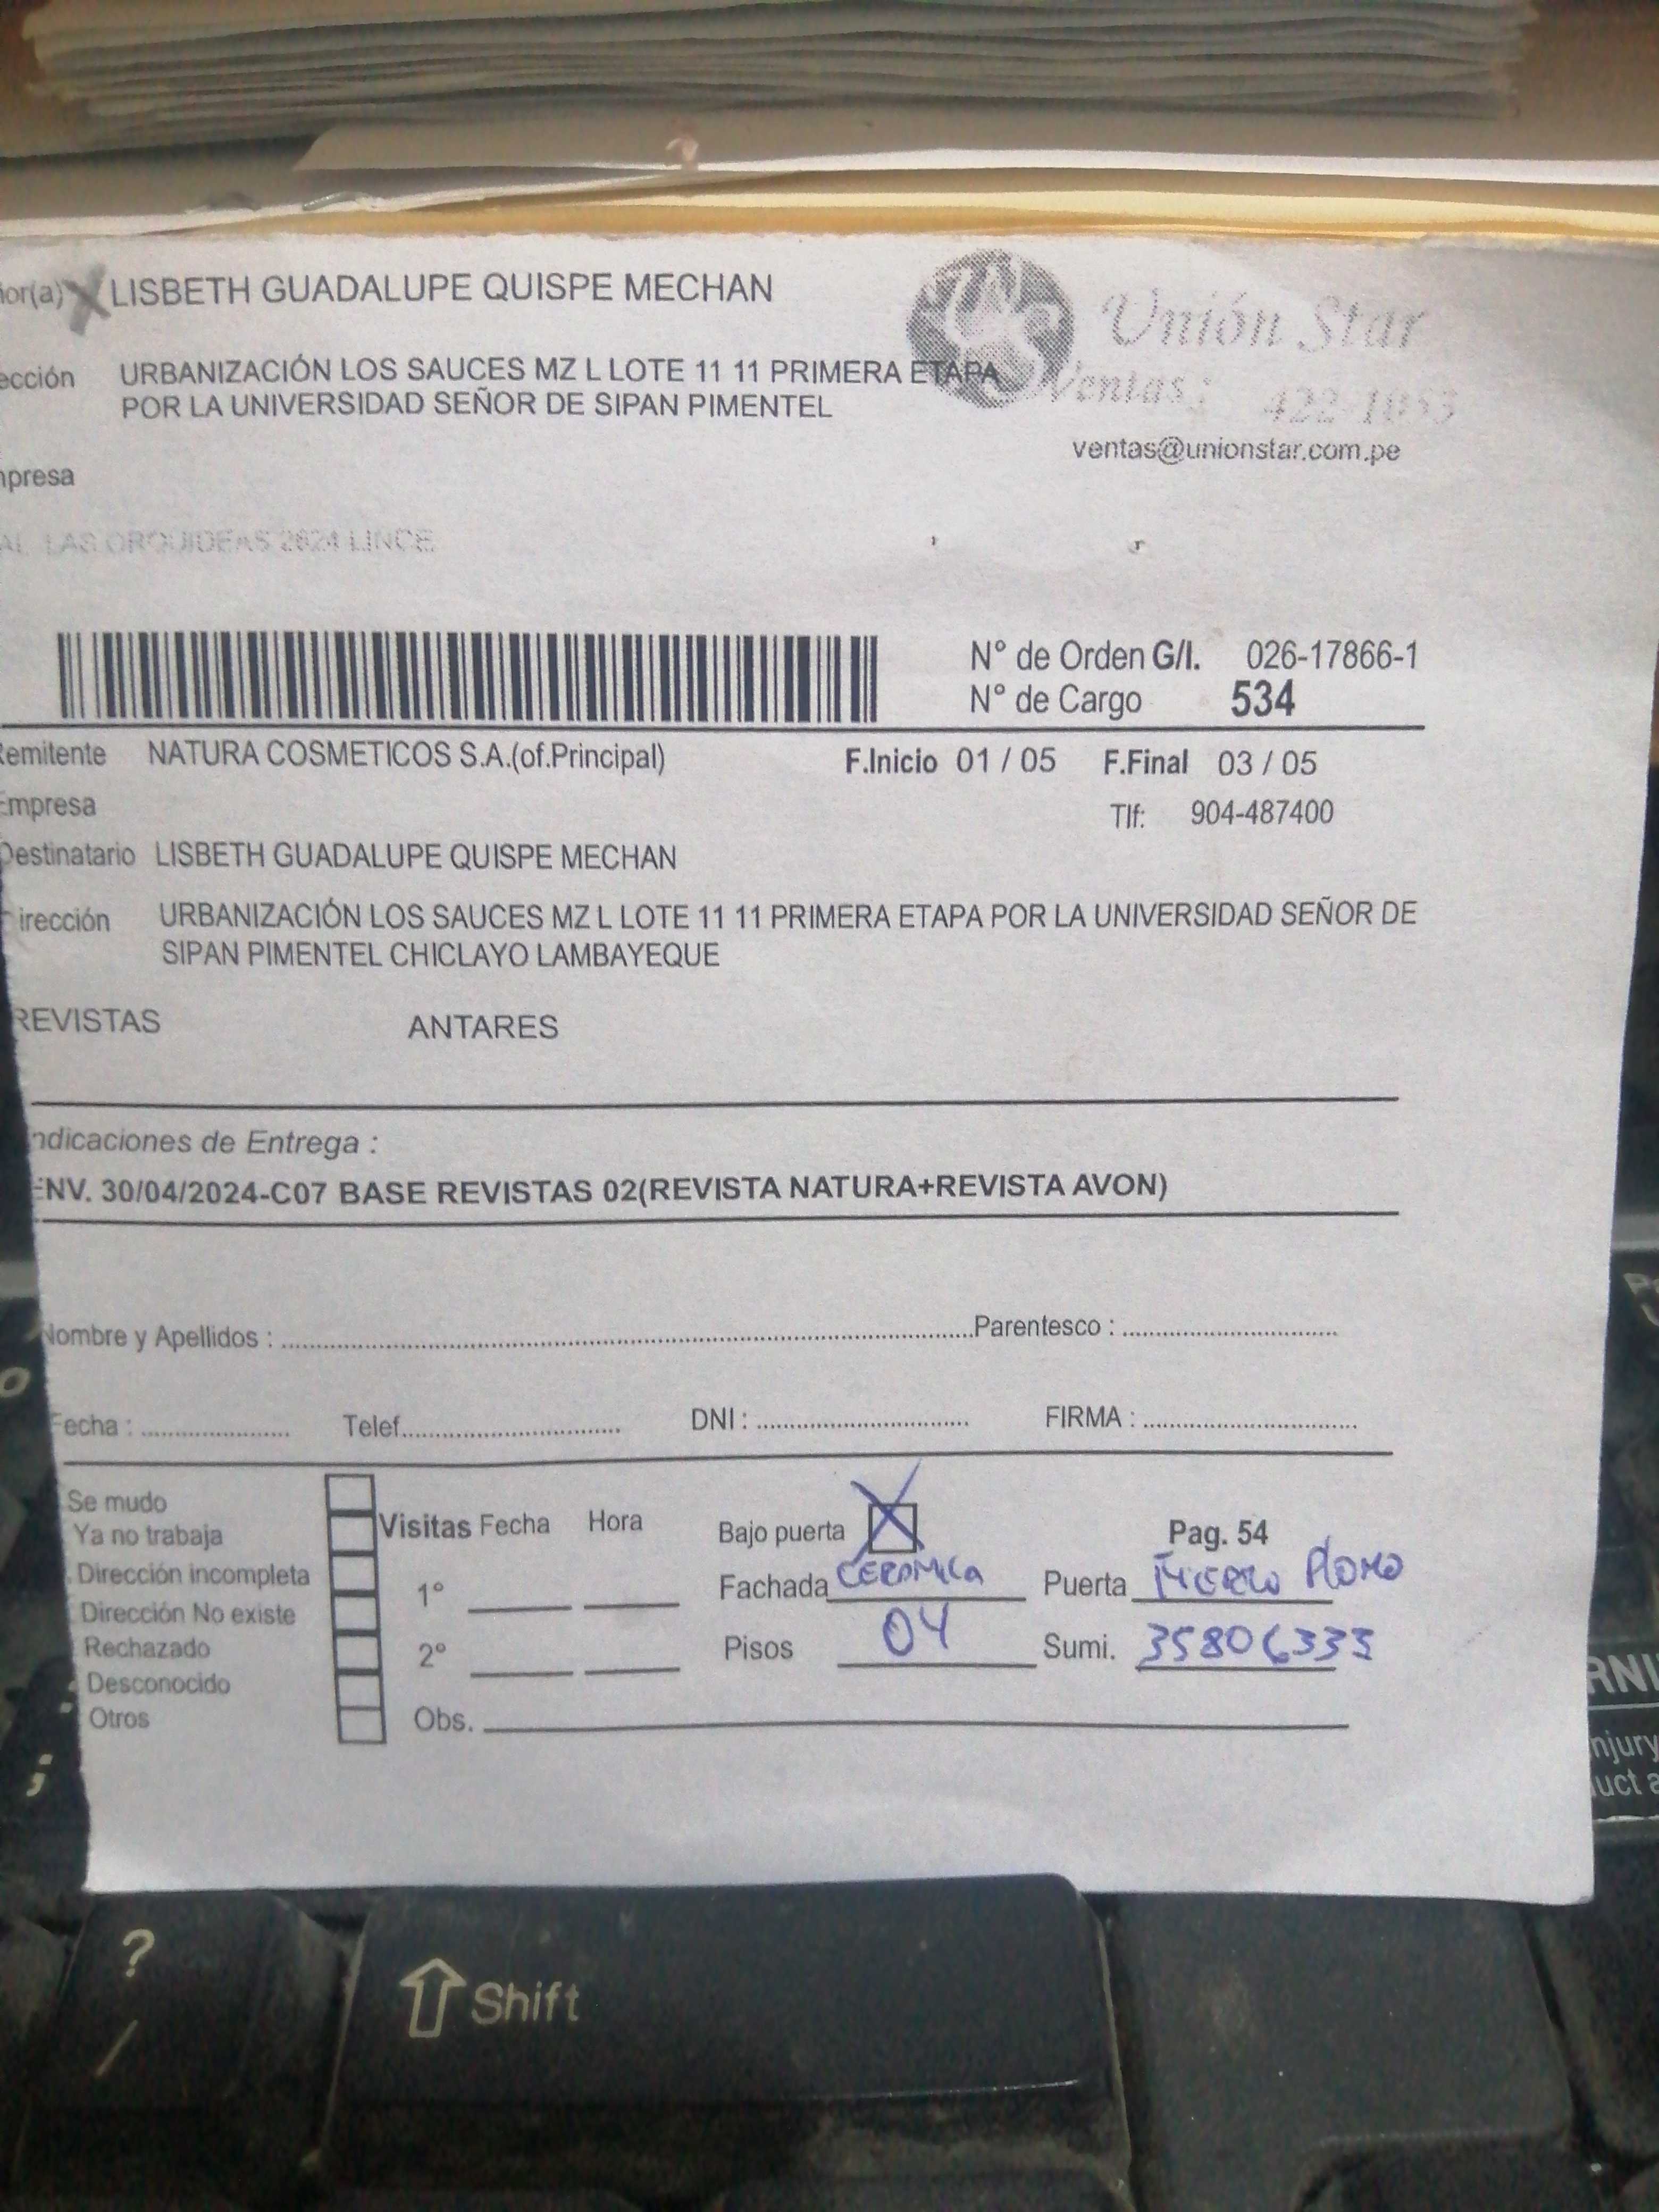 or(a) X LISBETH GUADALUPE QUISPE MECHAN
ección URBANIZACIÓN LOS SAUCES MZ L LOTE 11 11 PRIMERA ETAPA
POR LA UNIVERSIDAD SEÑOR DE SIPAN PIMENTEL
Unión Star
Ventas: 422-1053
ventas@unionstar.com.pe
presa
AL LAS ORQUIDEAS 2624 LINCE
N° de Orden G/I. 026-17866-1
N° de Cargo 534
Remitente NATURA COSMETICOS S.A.(of.Principal) F.Inicio 01 / 05 F.Final 03 / 05
Empresa Tlf: 904-487400
Destinatario LISBETH GUADALUPE QUISPE MECHAN
irección URBANIZACIÓN LOS SAUCES MZ L LOTE 11 11 PRIMERA ETAPA POR LA UNIVERSIDAD SEÑOR DE
SIPAN PIMENTEL CHICLAYO LAMBAYEQUE
REVISTAS ANTARES
ndicaciones de Entrega :
ENV. 30/04/2024-C07 BASE REVISTAS 02(REVISTA NATURA+REVISTA AVON)
Nombre y Apellidos : Parentesco :
Fecha : Telef. DNI : FIRMA :
Se mudo
Ya no trabaja
Dirección incompleta
Dirección No existe
Rechazado
Desconocido
Otros
Visitas Fecha Hora
1°
2°
Obs.
Bajo puerta X Pag. 54
Fachada CERAMICA Puerta FIERRO PLOMO
Pisos 04 Sumi. 35806333
RNI
njury
uct a
? /
Shift
;